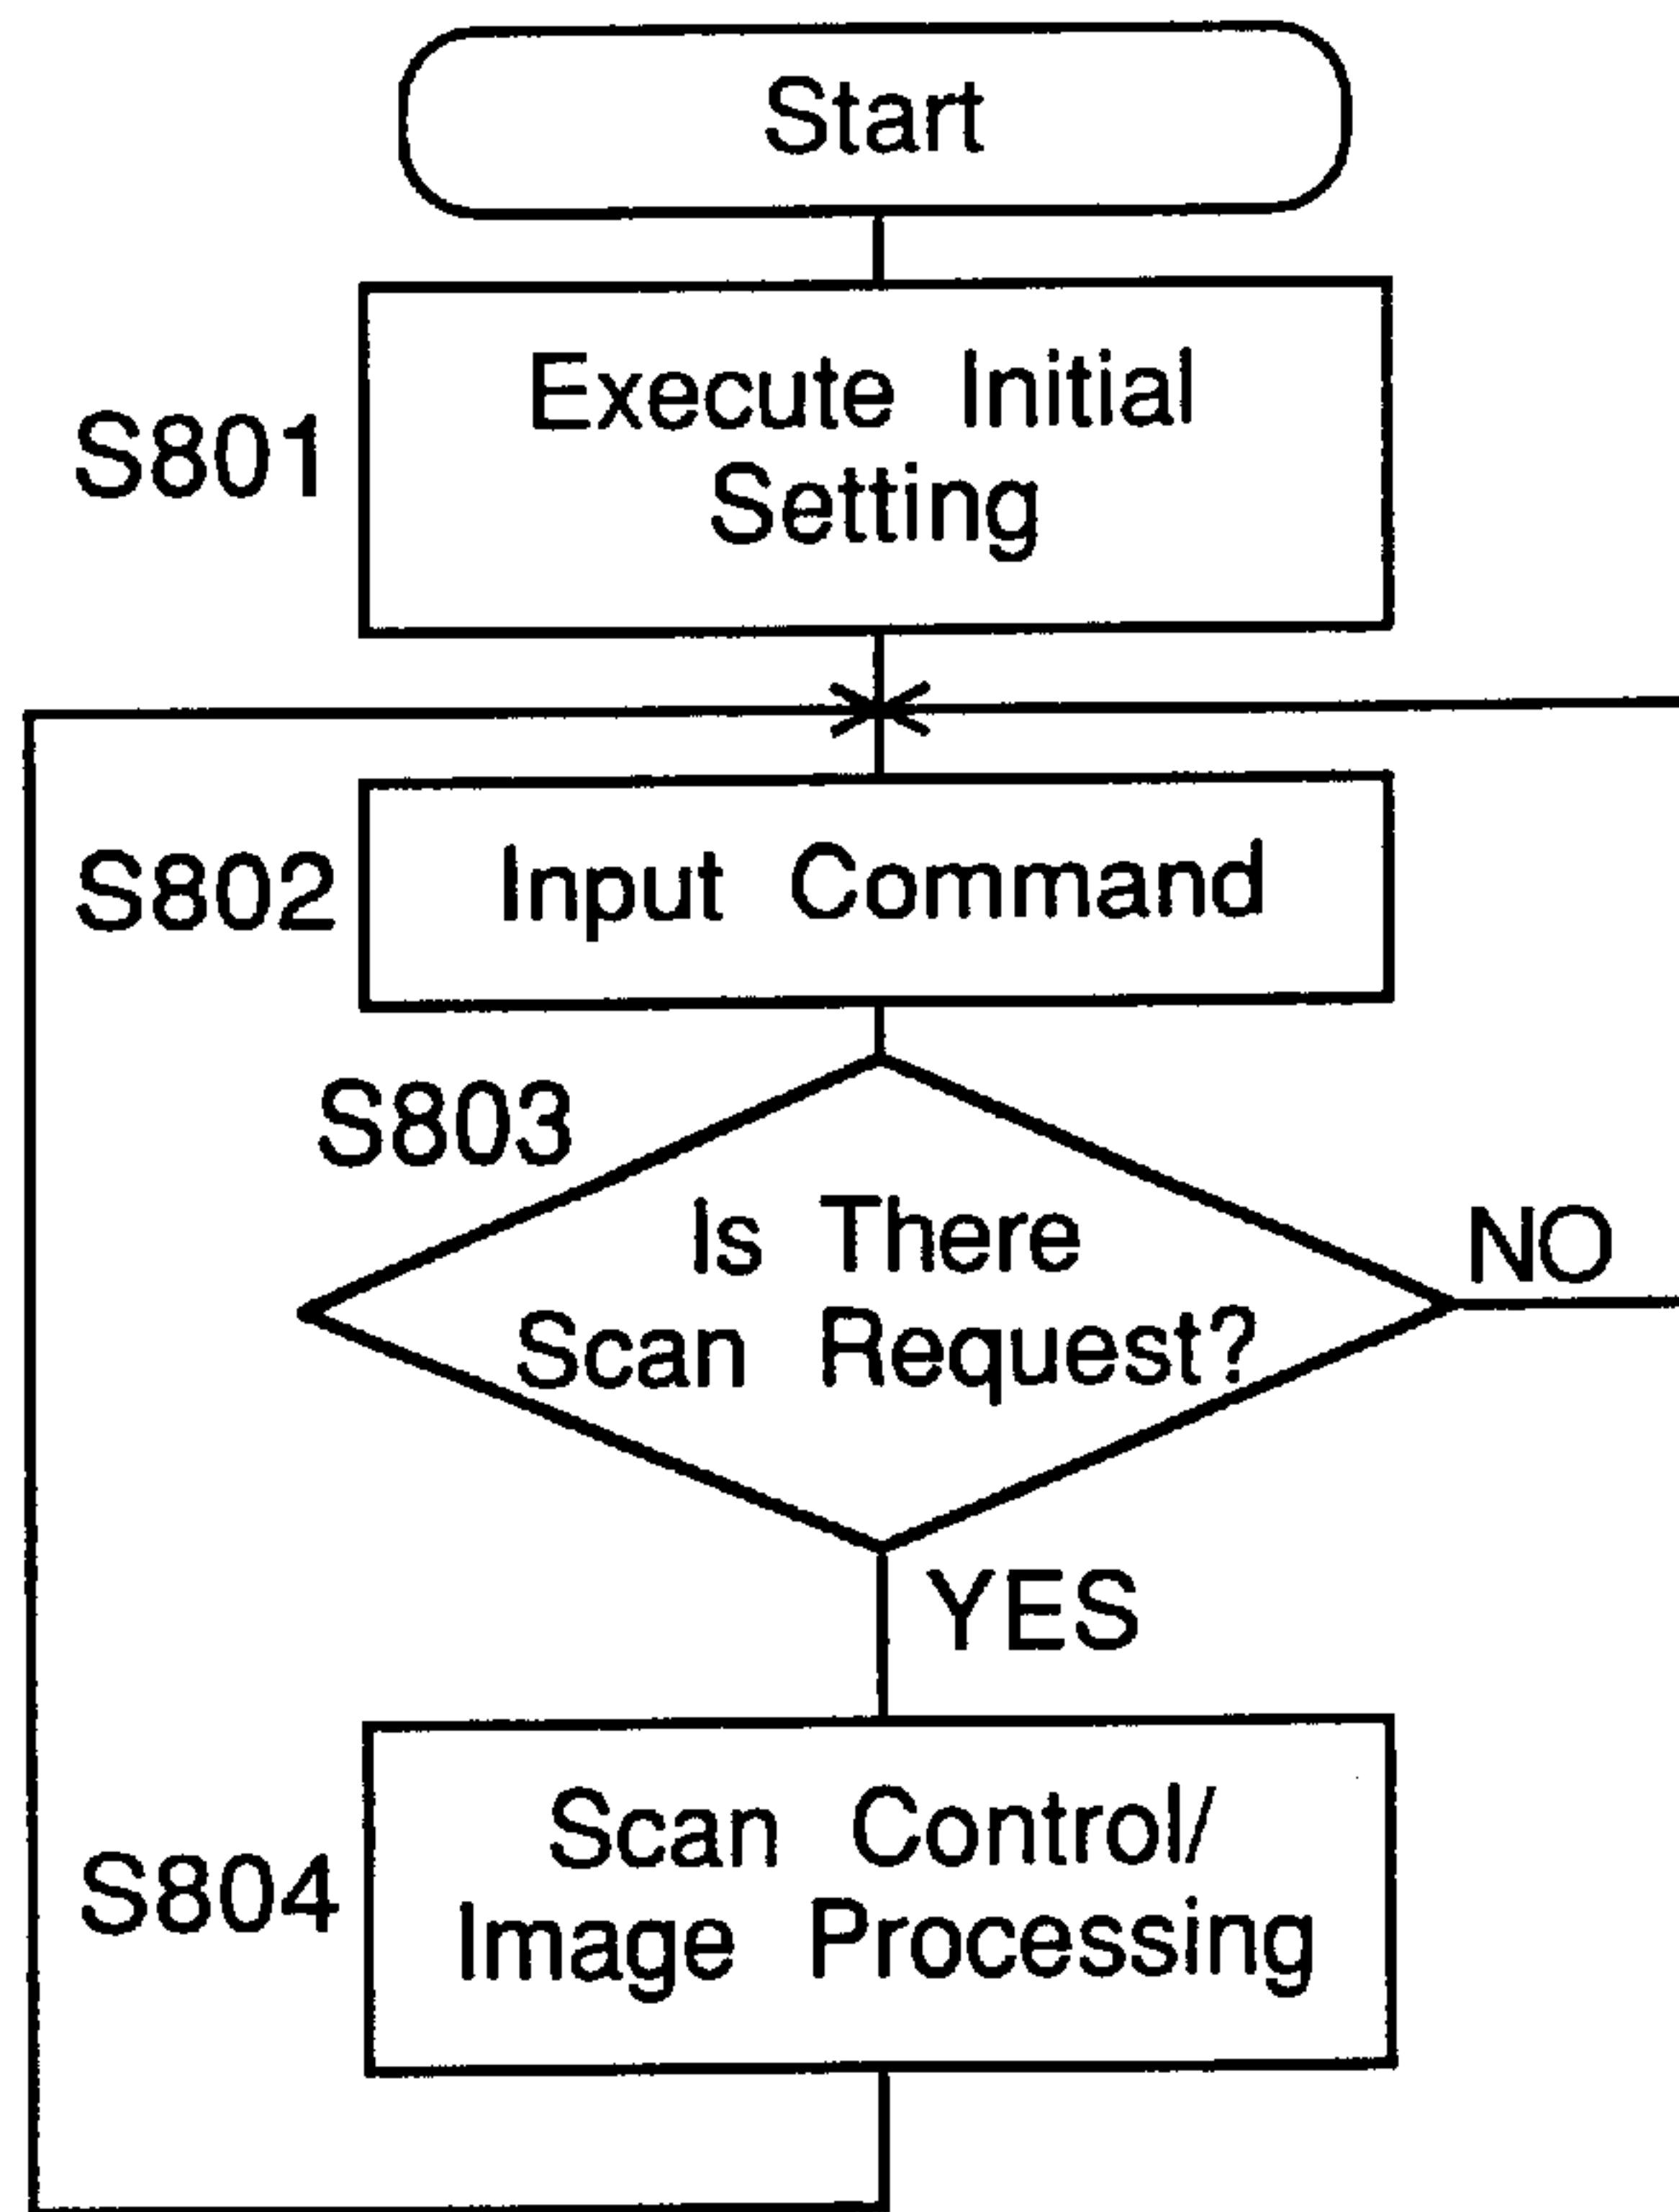 Start
S801
Execute Initial
Setting
S802
Input Command
S803
Is There
Scan Request?
NO
YES
S804
Scan Control/
Image Processing